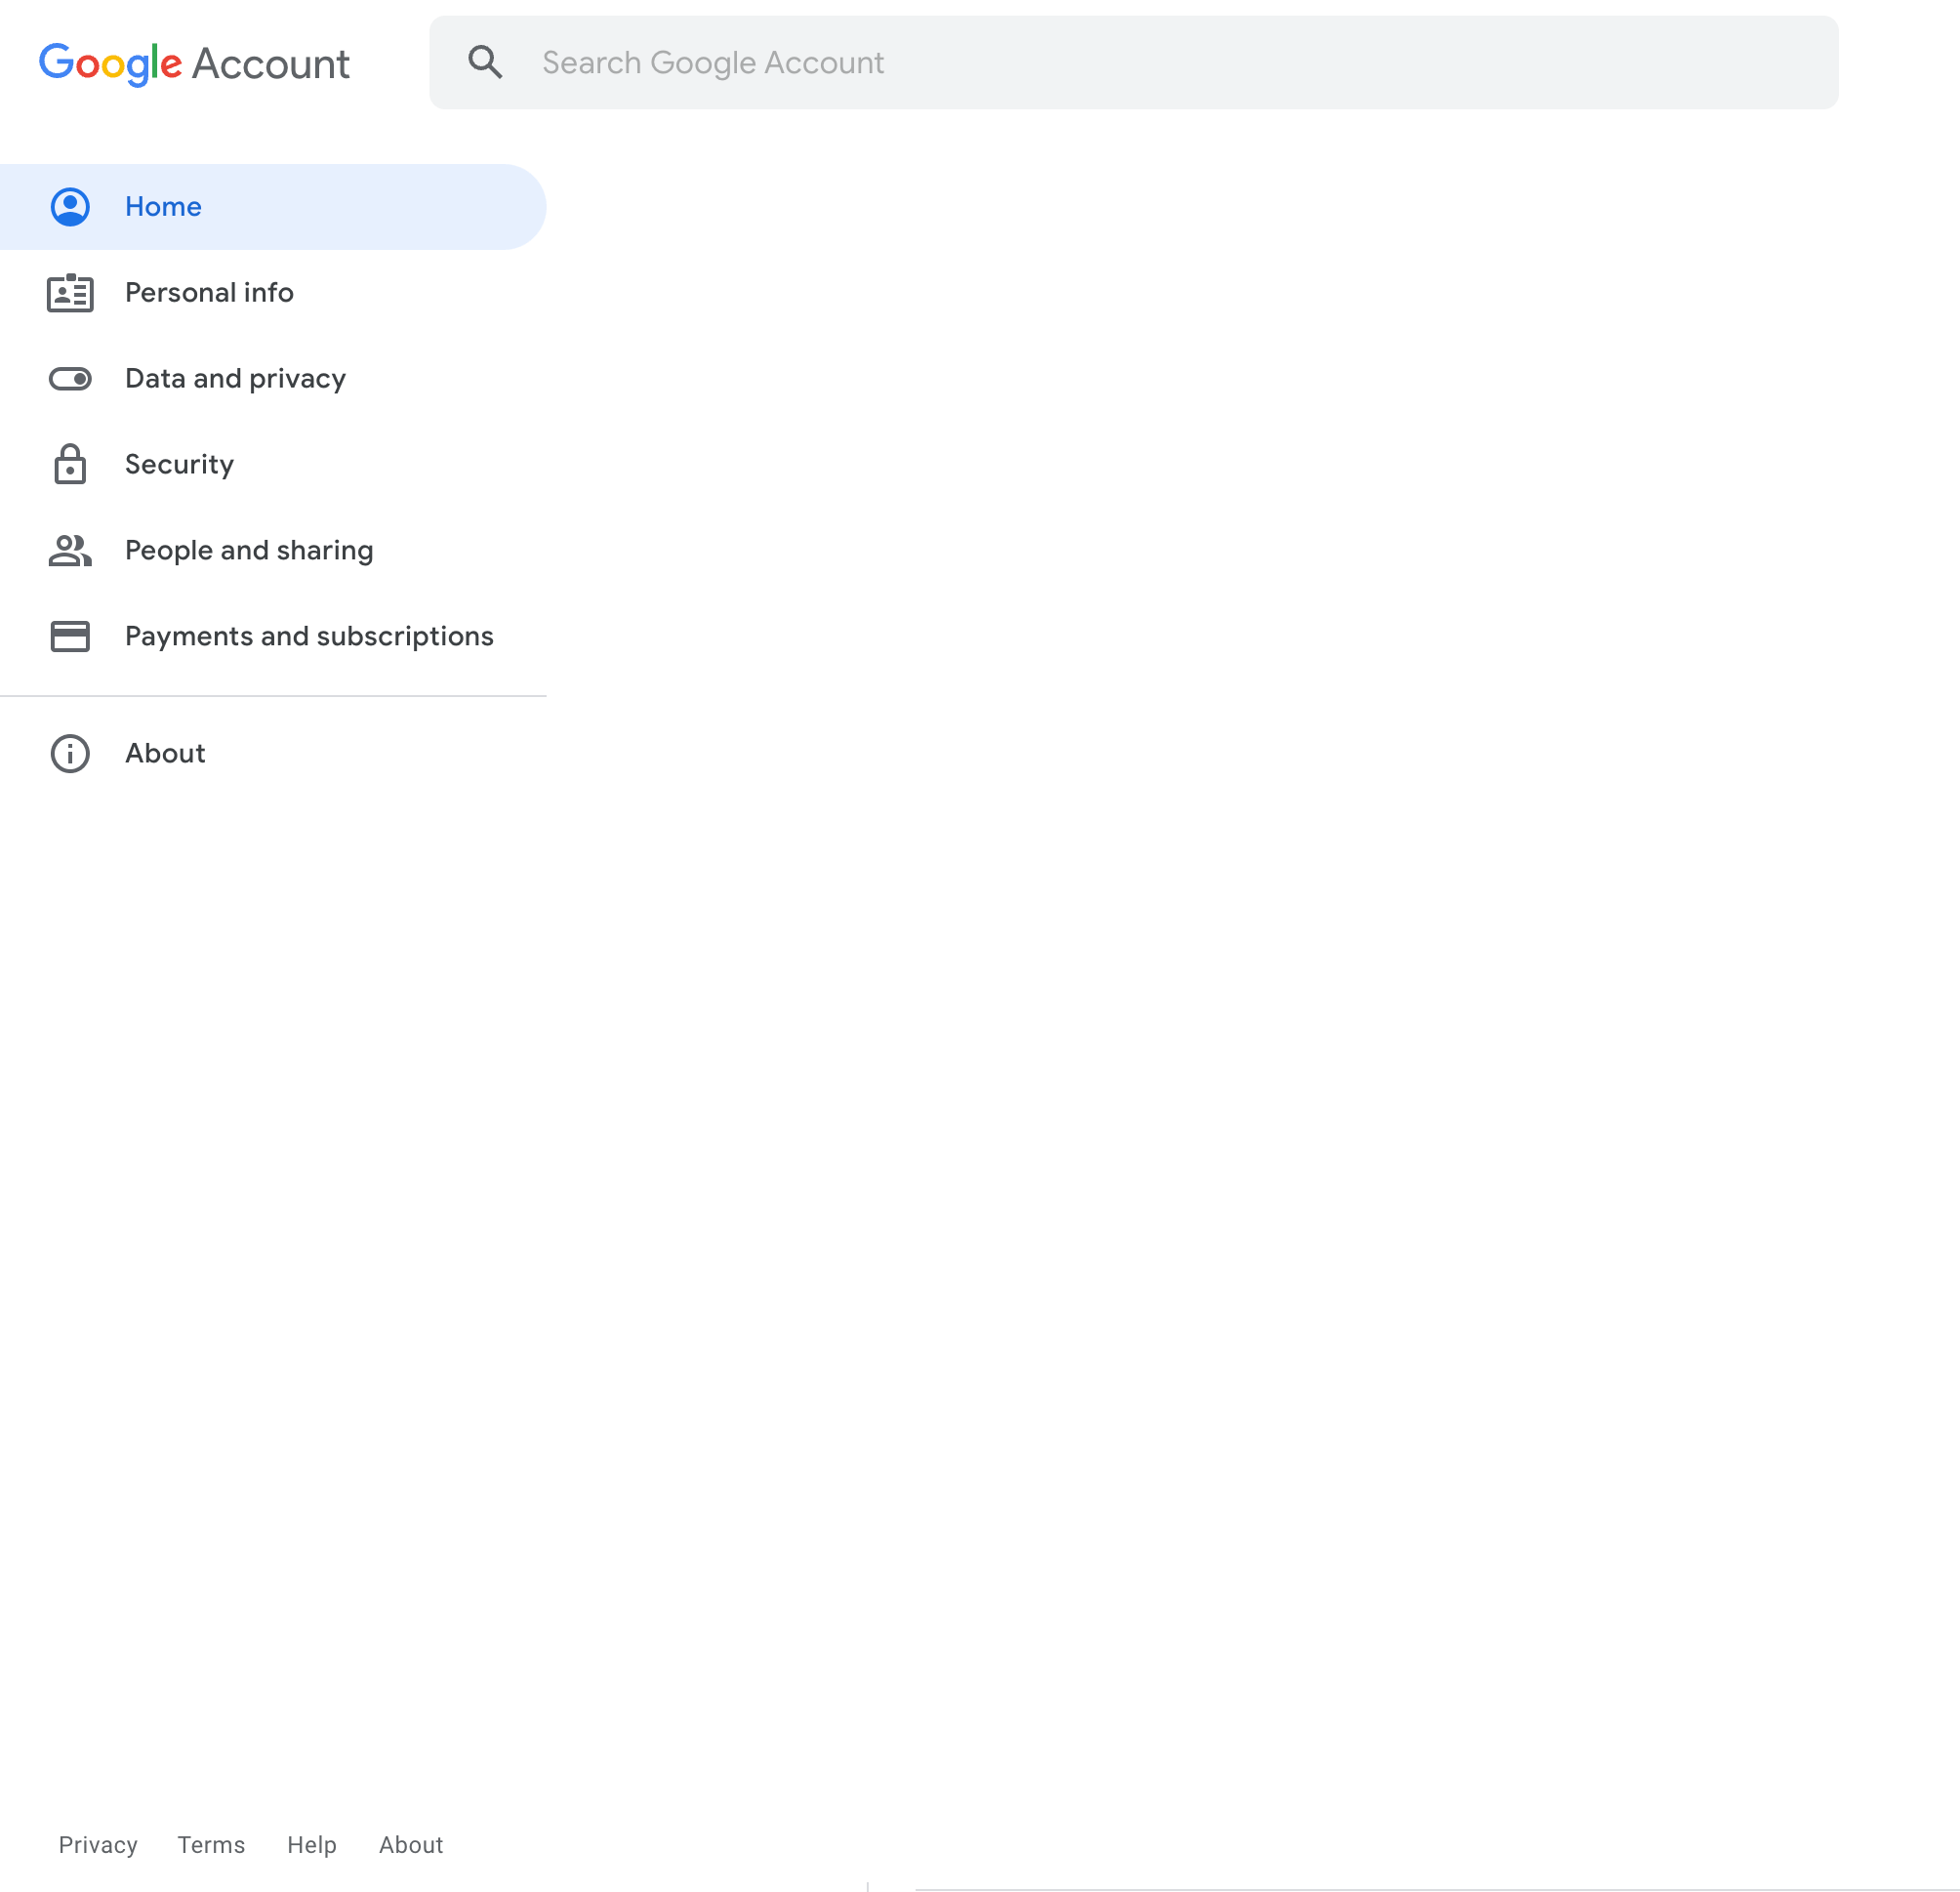 Google Account
Search Google Account
Home
Personal info
Data and privacy
Security
People and sharing
Payments and subscriptions
About
Privacy Terms Help About